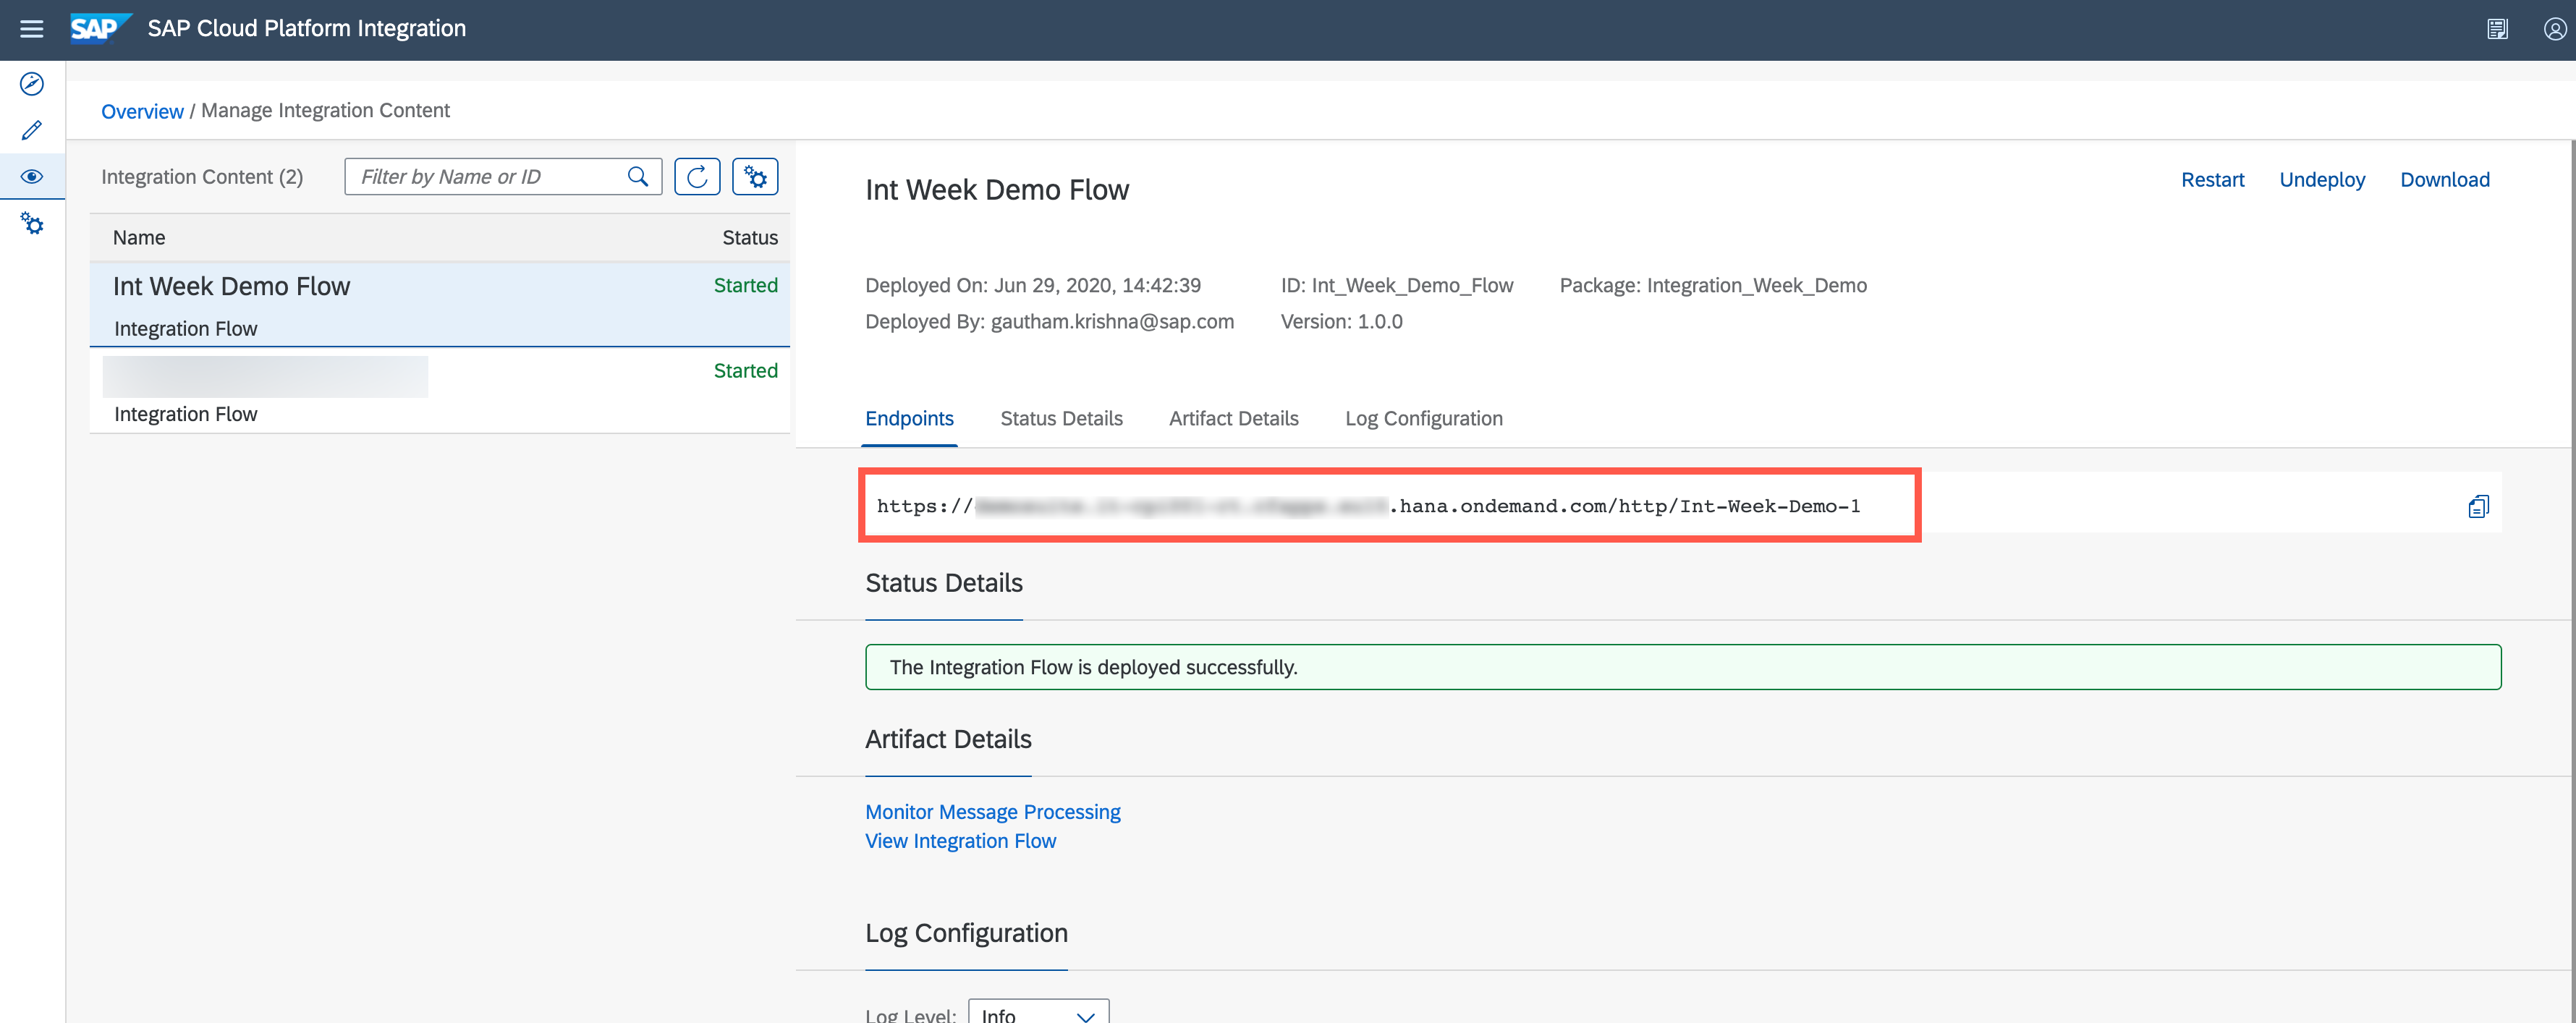 SAP SAP Cloud Platform Integration
Overview / Manage Integration Content
Integration Content (2)
Filter by Name or ID
Name Status
Int Week Demo Flow Started
Integration Flow
Started
Integration Flow
Int Week Demo Flow
Restart Undeploy Download
Deployed On: Jun 29, 2020, 14:42:39 ID: Int_Week_Demo_Flow Package: Integration_Week_Demo
Deployed By: gautham.krishna@sap.com Version: 1.0.0
Endpoints Status Details Artifact Details Log Configuration
https:// .hana.ondemand.com/http/Int-Week-Demo-1
Status Details
The Integration Flow is deployed successfully.
Artifact Details
Monitor Message Processing
View Integration Flow
Log Configuration
Log Level: Info